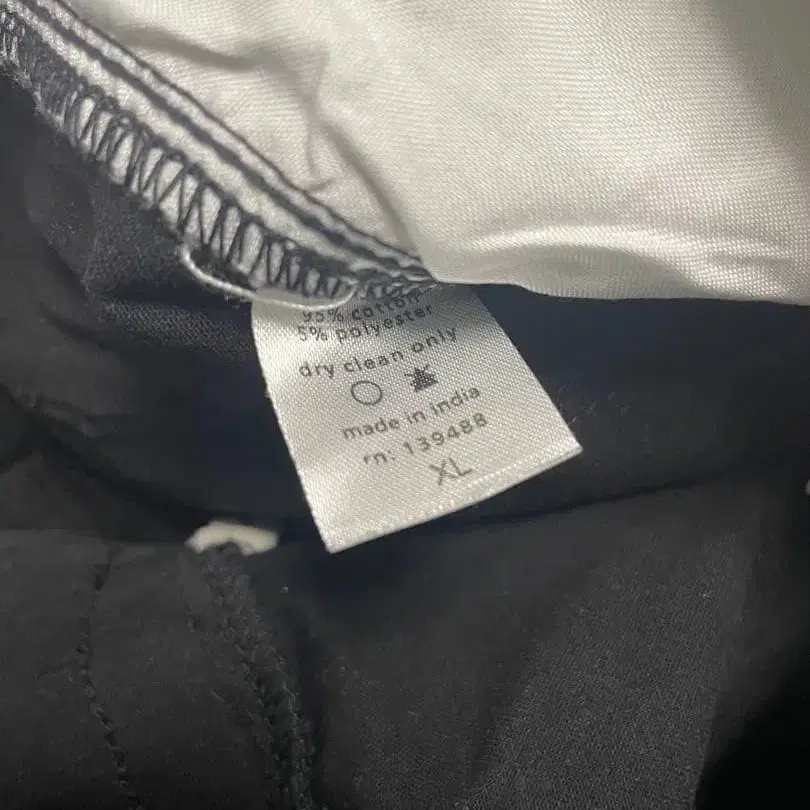 95% cotton
5% polyester
dry clean only
made in india
rn: 139488
XL